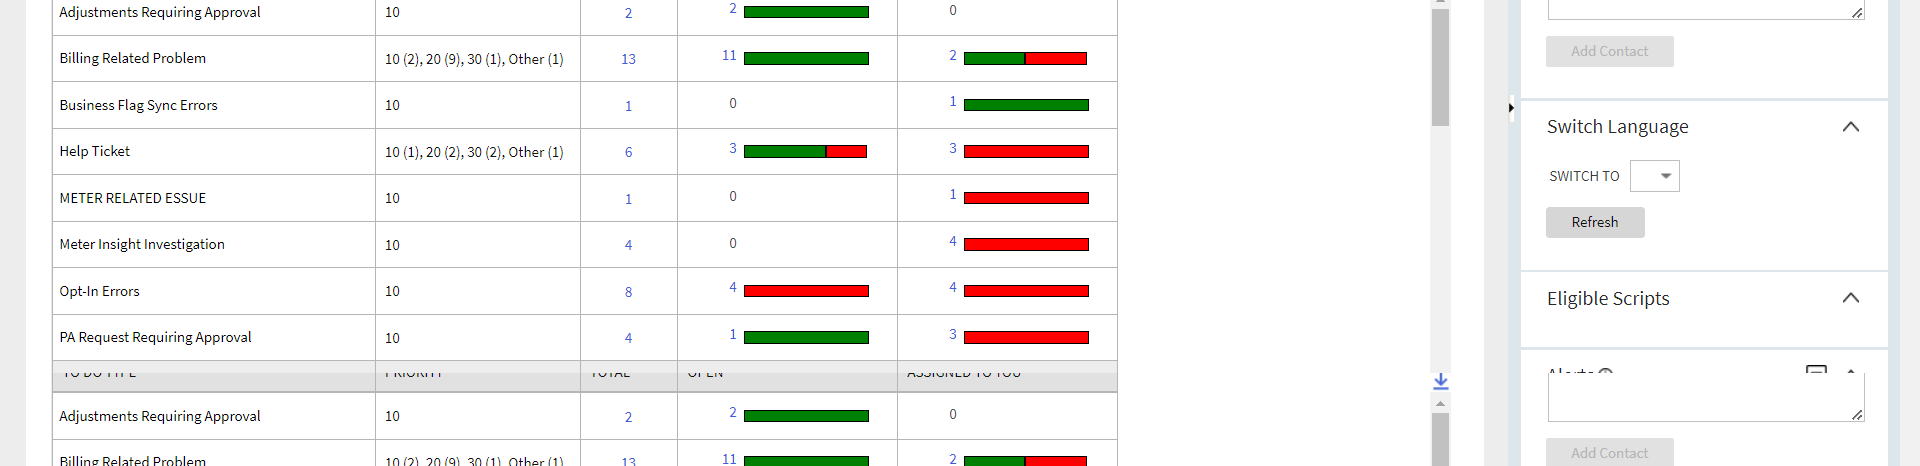 Adjustments Requiring Approval 10 2 2 0
Billing Related Problem 10 (2), 20 (9), 30 (1), Other (1) 13 11 2
Business Flag Sync Errors 10 1 0 1
Help Ticket 10 (1), 20 (2), 30 (2), Other (1) 6 3 3
METER RELATED ESSUE 10 1 0 1
Meter Insight Investigation 10 4 0 4
Opt-In Errors 10 8 4 4
PA Request Requiring Approval 10 4 1 3
TO DO TYPE PRIORITY TOTAL OPEN ASSIGNED TO YOU
Adjustments Requiring Approval 10 2 2 0
Billing Related Problem 10 (2), 20 (9), 30 (1), Other (1) 13 11 2
Add Contact
Switch Language
SWITCH TO
Refresh
Eligible Scripts
Alerts
Add Contact